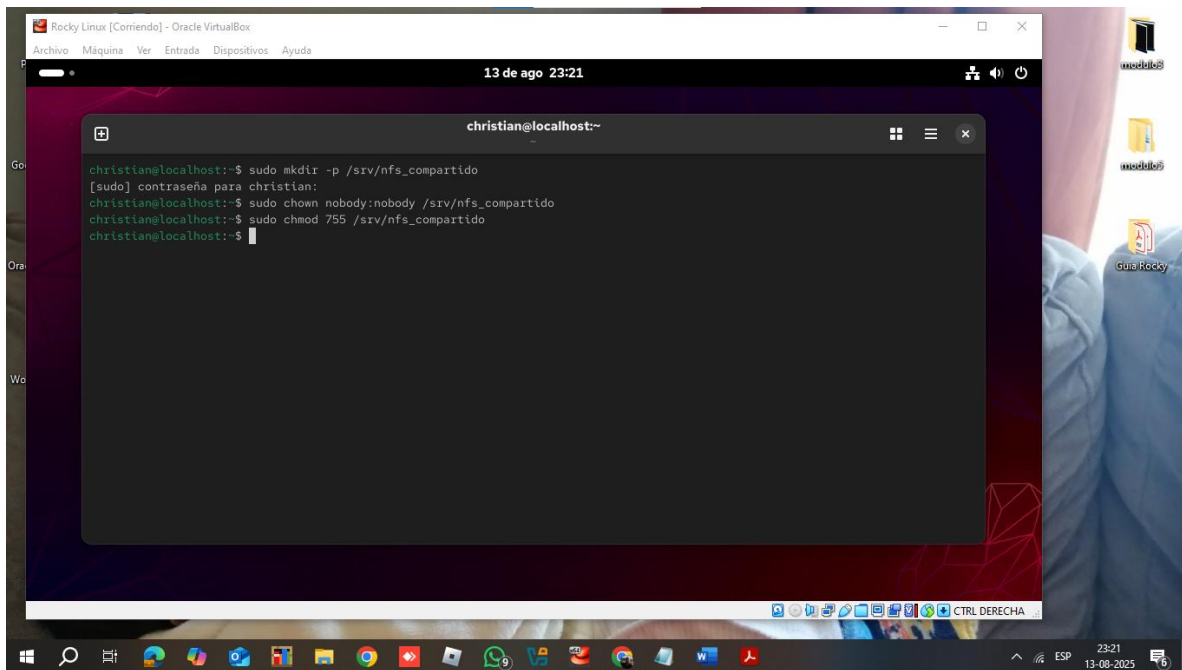 Rocky Linux [Corriendo] - Oracle VirtualBox
Archivo Máquina Ver Entrada Dispositivos Ayuda
13 de ago 23:21
modulo3
christian@localhost:~
~
christian@localhost:~$ sudo mkdir -p /srv/nfs_compartido
[sudo] contraseña para christian:
christian@localhost:~$ sudo chown nobody:nobody /srv/nfs_compartido
christian@localhost:~$ sudo chmod 755 /srv/nfs_compartido
christian@localhost:~$
modulo5
Guia Rocky
CTRL DERECHA
ESP
23:21
13-08-2025